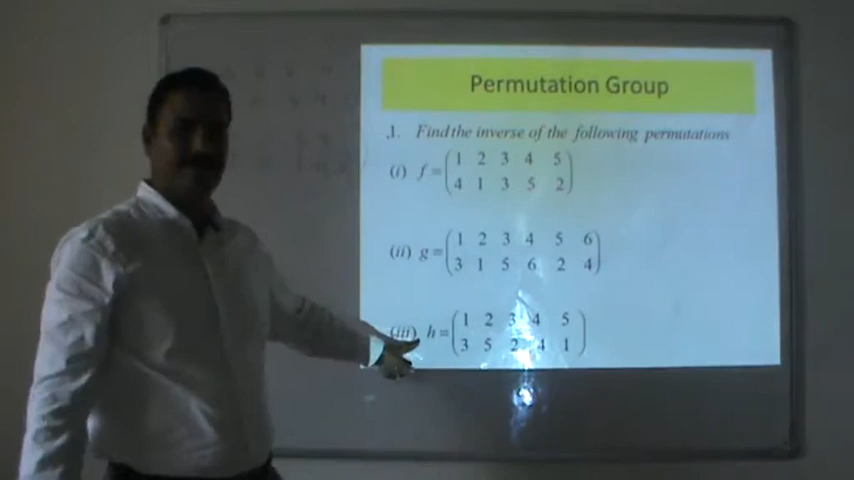 Permutation Group
1. Find the inverse of the following permutations
(i) f = ( 1 2 3 4 5
4 1 3 5 2 )
(ii) g = ( 1 2 3 4 5 6
3 1 5 6 2 4 )
(iii) h = ( 1 2 3 4 5
3 5 2 4 1 )